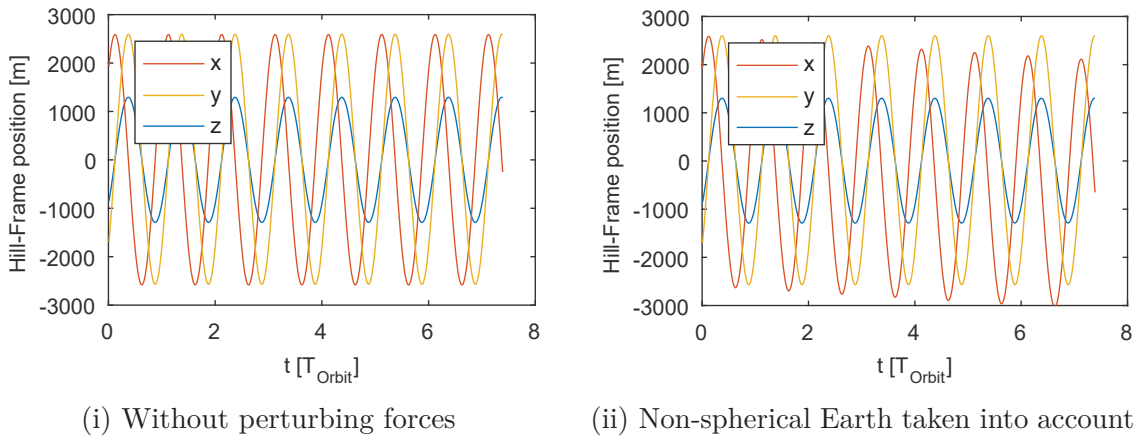 3000
2000
1000
0
-1000
-2000
-3000
Hill-Frame position [m]
x
y
z
0
2
4
6
8
t [T_Orbit]
(i) Without perturbing forces
3000
2000
1000
0
-1000
-2000
-3000
Hill-Frame position [m]
x
y
z
0
2
4
6
8
t [T_Orbit]
(ii) Non-spherical Earth taken into account